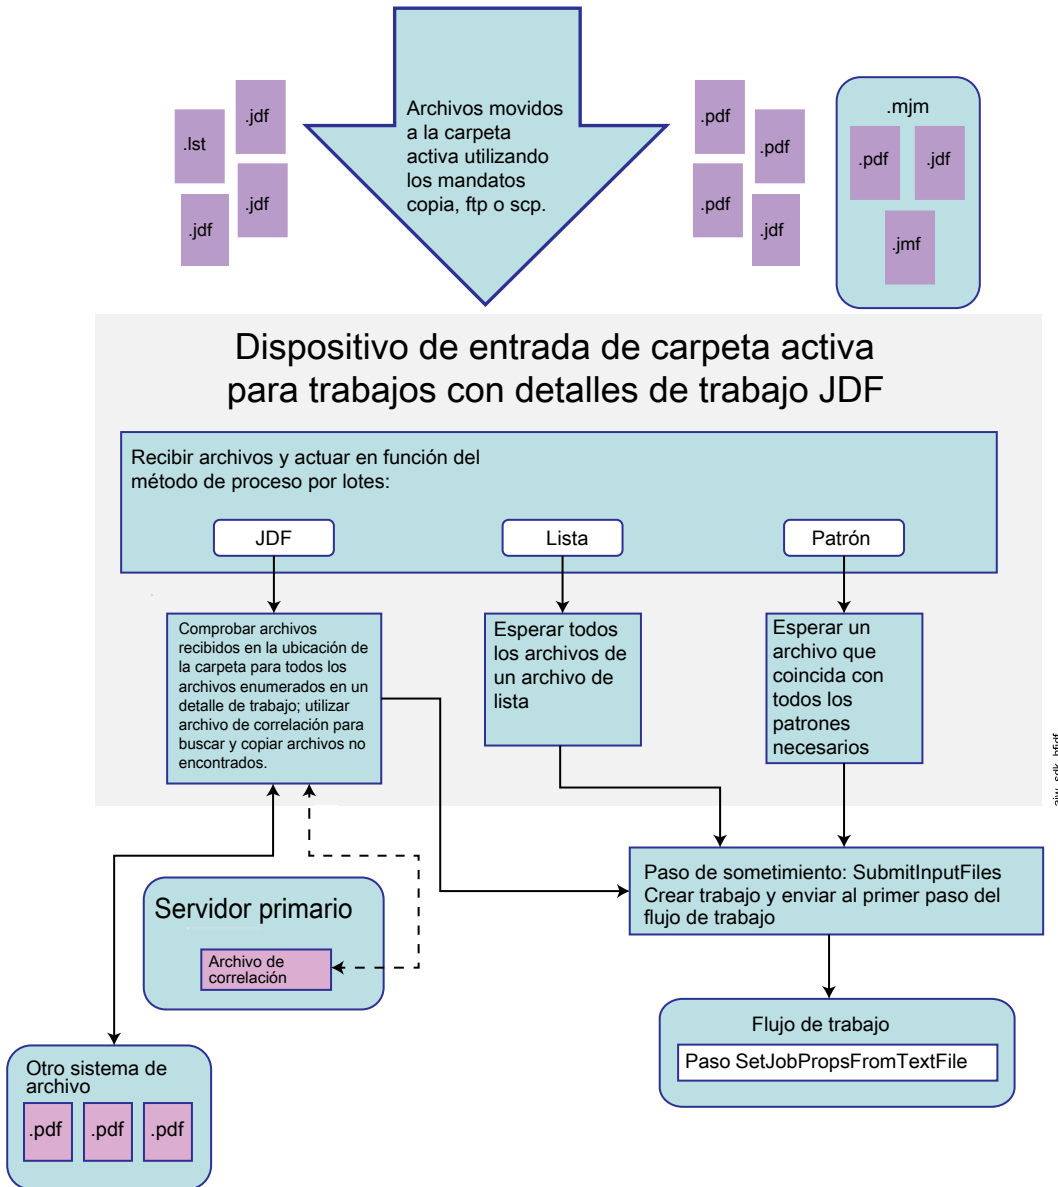 .lst
.jdf
.jdf
.jdf
Archivos movidos
a la carpeta
activa utilizando
los mandatos
copia, ftp o scp.
.pdf
.pdf
.pdf
.jdf
.mjm
.pdf
.jdf
.jmf
Dispositivo de entrada de carpeta activa
para trabajos con detalles de trabajo JDF
Recibir archivos y actuar en función del
método de proceso por lotes:
JDF
Lista
Patrón
Comprobar archivos
recibidos en la ubicación de
la carpeta para todos los
archivos enumerados en un
detalle de trabajo; utilizar
archivo de correlación para
buscar y copiar archivos no
encontrados.
Esperar todos
los archivos de
un archivo de
lista
Esperar un
archivo que
coincida con
todos los
patrones
necesarios
Paso de sometimiento: SubmitInputFiles
Crear trabajo y enviar al primer paso del
flujo de trabajo
Servidor primario
Archivo de
correlación
Flujo de trabajo
Paso SetJobPropsFromTextFile
Otro sistema de
archivo
.pdf
.pdf
.pdf